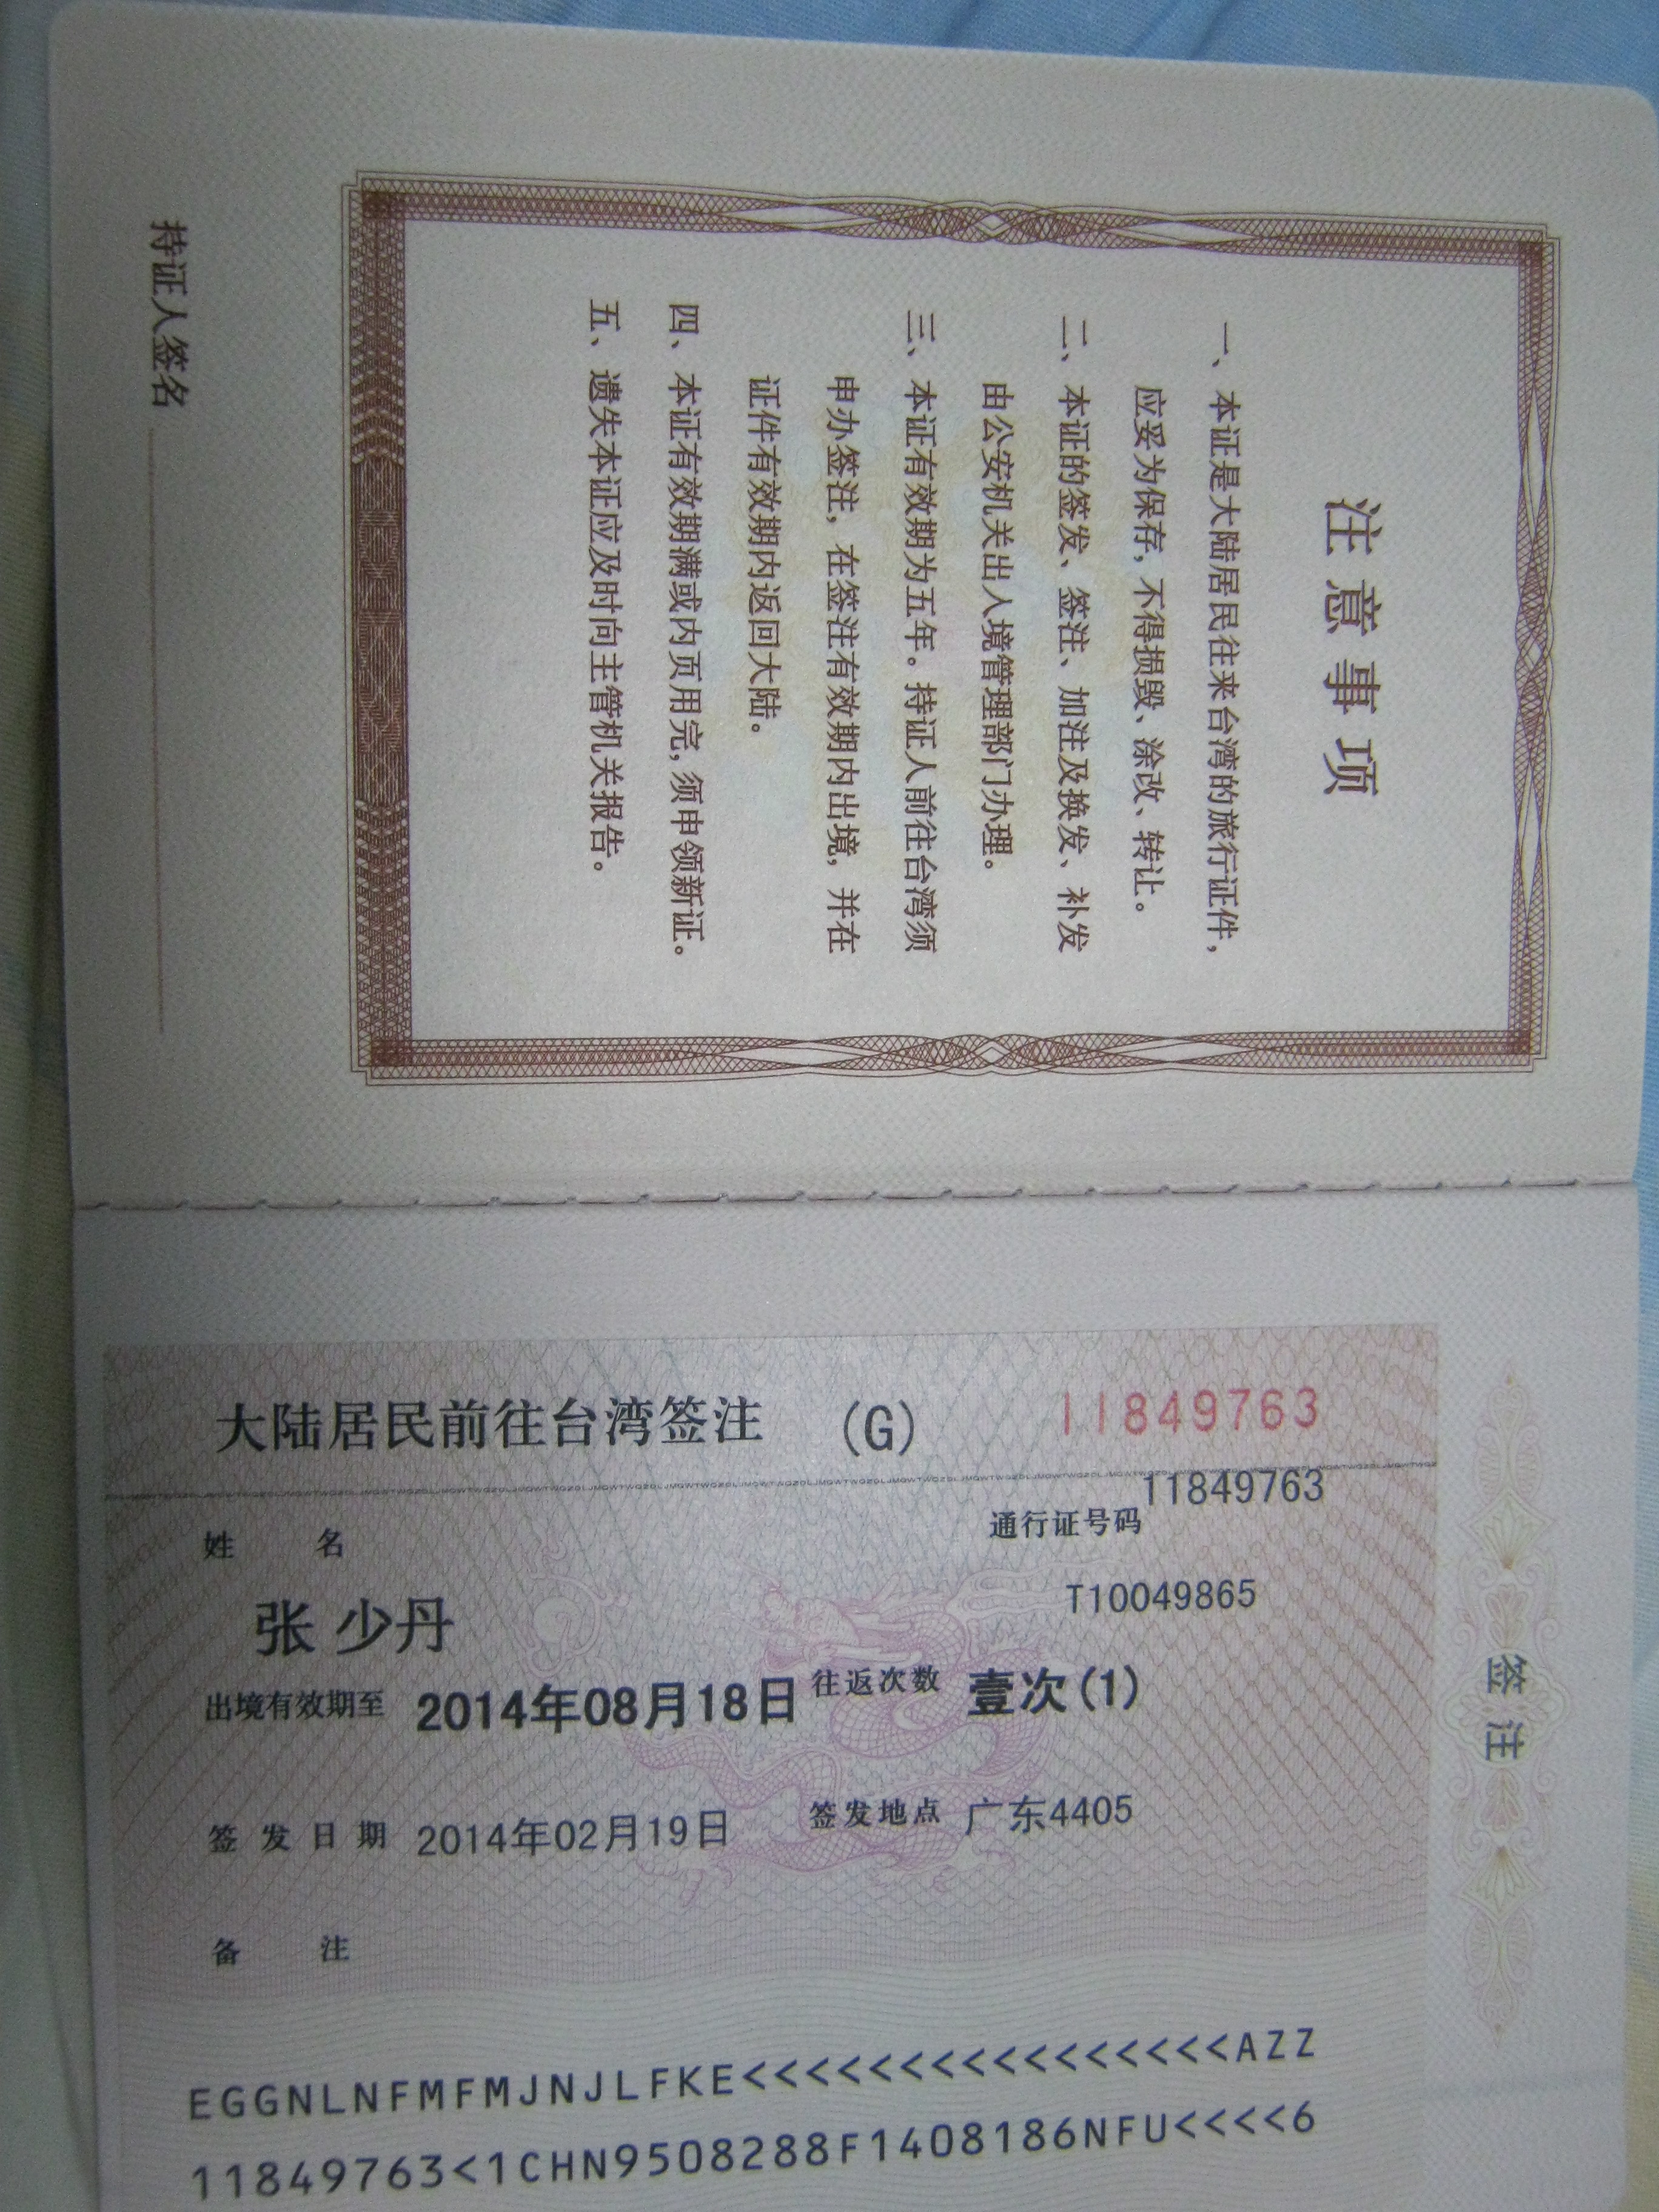 注意事项
一、本证是大陆居民往来台湾的旅行证件，
应妥为保存，不得损毁、涂改、转让。
二、本证的签发、签注、加注及换发、补发
由公安机关出入境管理部门办理。
三、本证有效期为五年。持证人前往台湾须
申办签注，在签注有效期内出境，并在
证件有效期内返回大陆。
四、本证有效期满或内页用完，须申领新证。
五、遗失本证应及时向主管机关报告。
持证人签名
签注
大陆居民前往台湾签注 (G) 11849763
11849763
姓名 通行证号码
张少丹 T10049865
出境有效期至 2014年08月18日 往返次数 壹次(1)
签发日期 2014年02月19日 签发地点 广东4405
备注
EGGNLNFMFMJNJLFKE<<<<<<<<<<<<<<<<AZZ
11849763<1CHN9508288F1408186NFU<<<<6